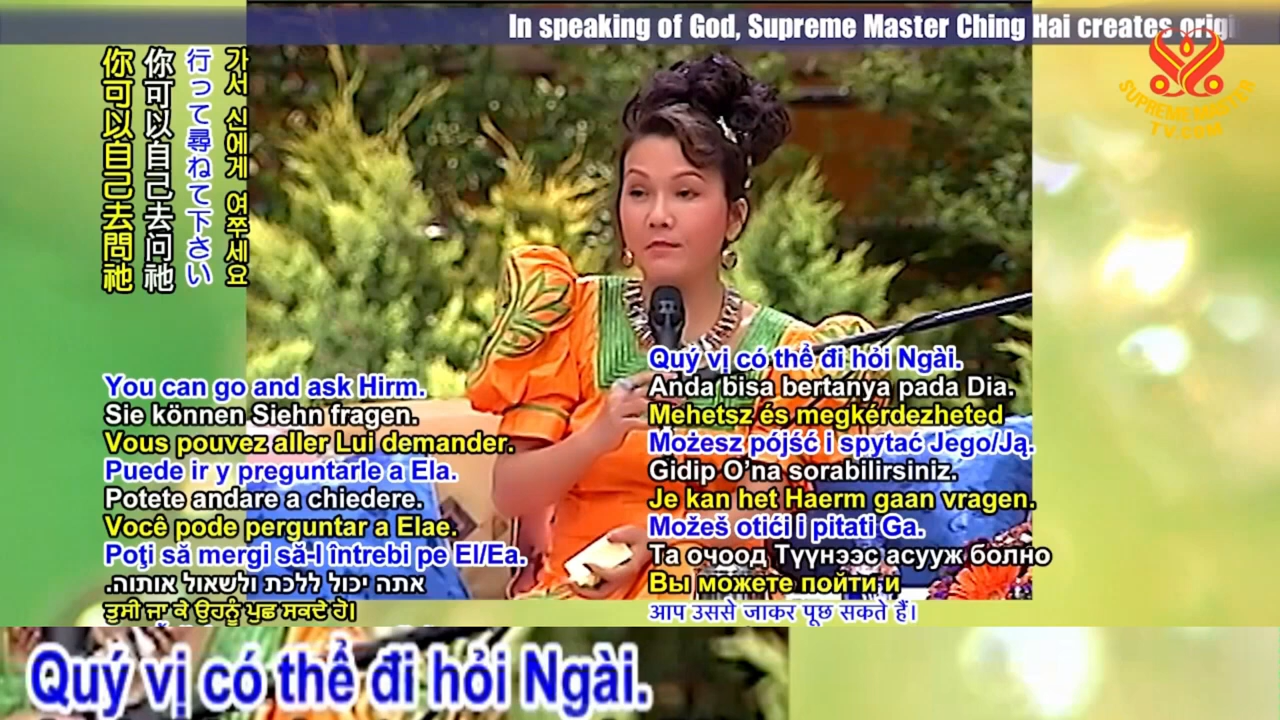 In speaking of God, Supreme Master Ching Hai creates origi
SUPREME MASTER
TV.COM
你可以自己去問祂
你可以自己去问祂
行って尋ねて下さい
가서 신에게 여쭈세요
You can go and ask Hirm.
Sie können Siehn fragen.
Vous pouvez aller Lui demander.
Puede ir y preguntarle a Ela.
Potete andare a chiedere.
Você pode perguntar a Elae.
Poţi să mergi să-l întrebi pe El/Ea.
אתה יכול ללכת ולשאול אותו/ה.
ਤੁਸੀ ਜਾ ਕੇ ਉਹਨੂੰ ਪੁਛ ਸਕਦੇ ਹੋ।
Quý vị có thể đi hỏi Ngài.
Anda bisa bertanya pada Dia.
Mehetsz és megkérdezheted
Możesz pójść i spytać Jego/Ją.
Gidip O’na sorabilirsiniz.
Je kan het Haerm gaan vragen.
Možeš otići i pitati Ga.
Та очоод Түүнээс асууж болно
Вы можете пойти и
आप उससे जाकर पूछ सकते हैं।
Quý vị có thể đi hỏi Ngài.